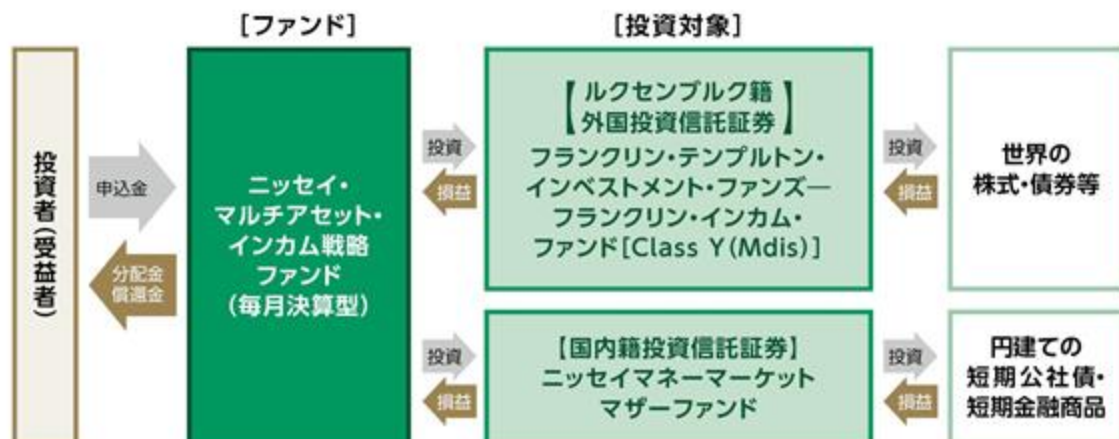 [ファンド]
[投資対象]
投資者(受益者)
申込金
分配金
償還金
ニッセイ・
マルチアセット・
インカム戦略
ファンド
(毎月決算型)
投資
損益
【ルクセンブルク籍
外国投資信託証券】
フランクリン・テンプルトン・
インベストメント・ファンズ―
フランクリン・インカム・
ファンド[Class Y(Mdis)]
投資
損益
世界の
株式・債券等
投資
損益
【国内籍投資信託証券】
ニッセイマネーマーケット
マザーファンド
投資
損益
円建ての
短期公社債・
短期金融商品